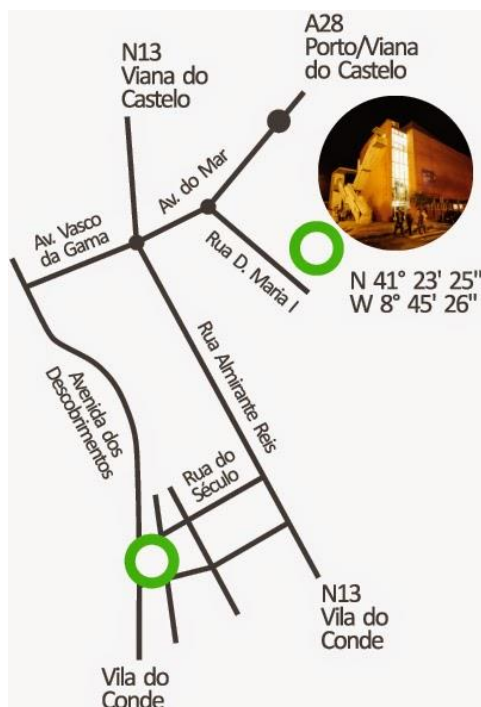 A28
Porto/Viana
do Castelo
N13
Viana do
Castelo
Av. do Mar
Av. Vasco
da Gama
Rua D. Maria I
N 41° 23' 25"
W 8° 45' 26"
Rua Almirante Reis
Avenida dos
Descobrimentos
Rua do
Século
N13
Vila do
Conde
Vila do
Conde